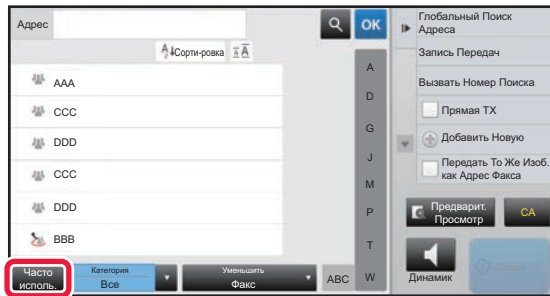 Адрес
OK
Сорти-ровка
AAA
CCC
DDD
CCC
DDD
BBB
A
D
G
J
M
P
T
W
Часто
исполь.
Категория
Все
Уменьшить
Факс
ABC
Глобальный Поиск
Адреса
Запись Передач
Вызвать Номер Поиска
Прямая TX
Добавить Новую
Передать То Же Изоб.
как Адрес Факса
Предварит.
Просмотр
CA
Динамик
Старт